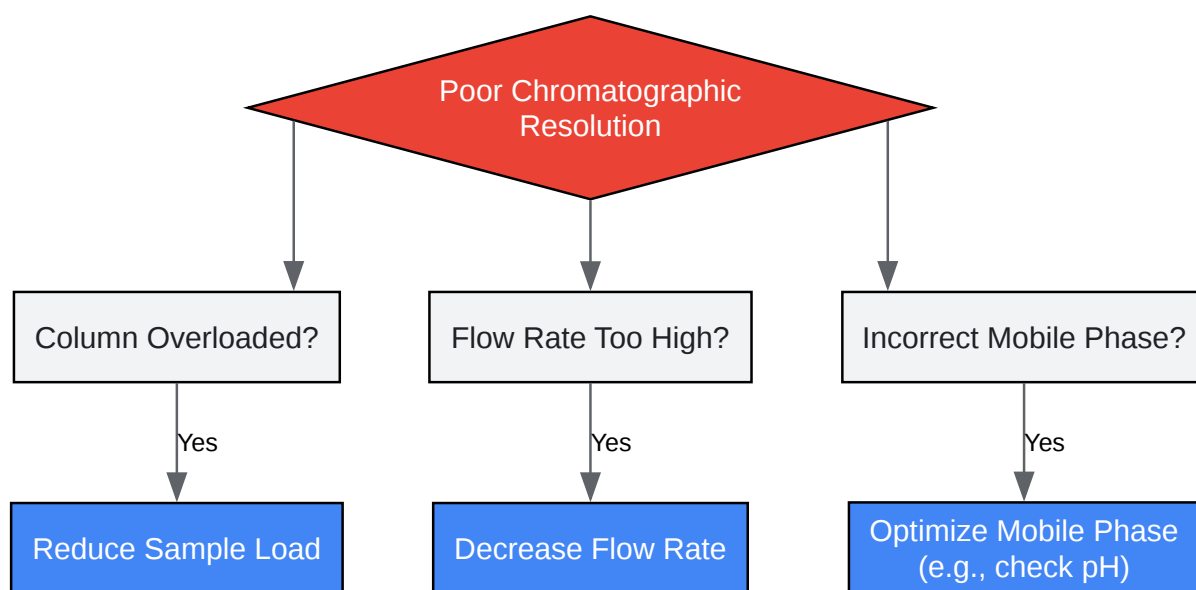 Poor Chromatographic
Resolution
Column Overloaded?
Flow Rate Too High?
Incorrect Mobile Phase?
Yes
Yes
Yes
Reduce Sample Load
Decrease Flow Rate
Optimize Mobile Phase
(e.g., check pH)